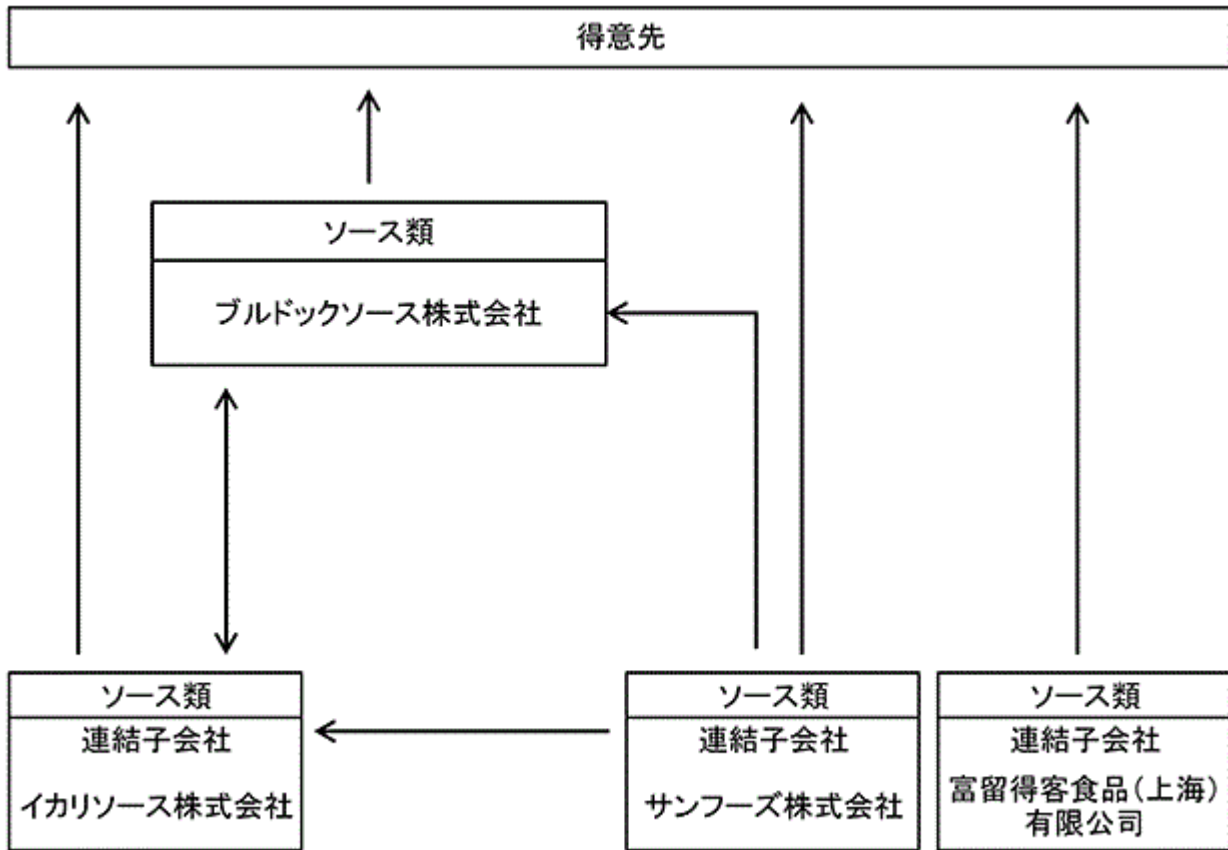 得意先
ソース類
ブルドックソース株式会社
ソース類
連結子会社
イカリソース株式会社
ソース類
連結子会社
サンフーズ株式会社
ソース類
連結子会社
富留得客食品（上海）
有限公司